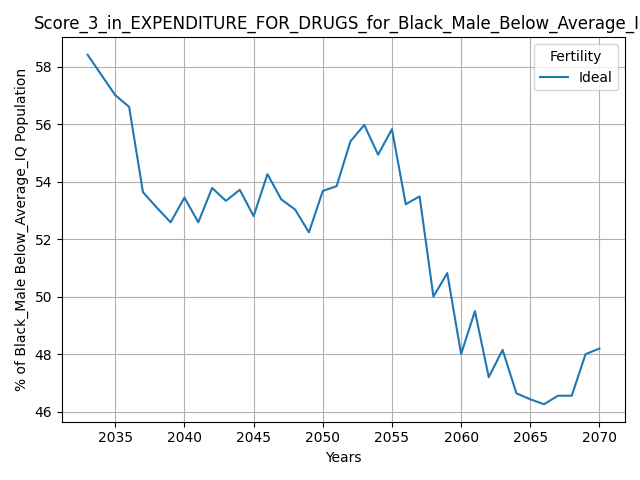 Score_3_in_EXPENDITURE_FOR_DRUGS_for_Black_Male_Below_Average_I
Fertility
Ideal
% of Black_Male Below_Average_IQ Population
58
56
54
52
50
48
46
2035 2040 2045 2050 2055 2060 2065 2070
Years